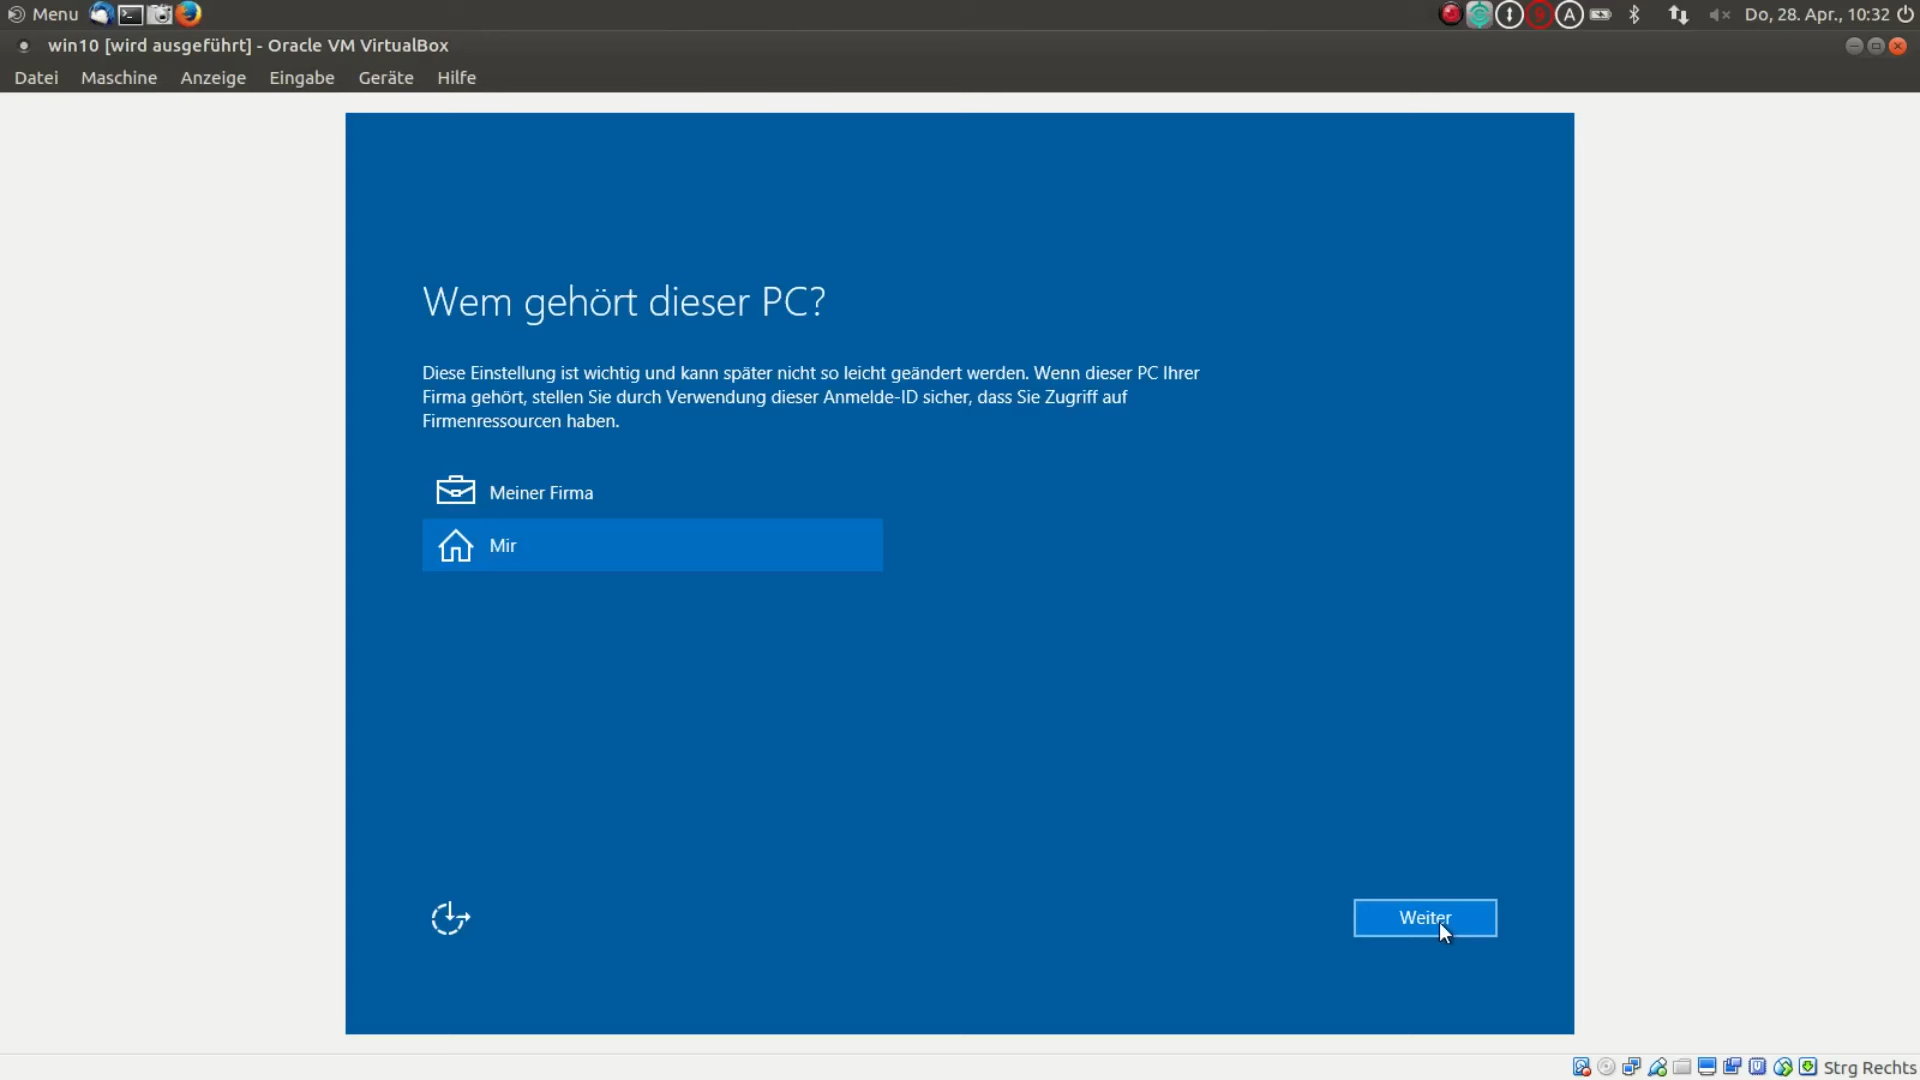 Menu
Do, 28. Apr., 10:32
win10 [wird ausgeführt] - Oracle VM VirtualBox
Datei Maschine Anzeige Eingabe Geräte Hilfe
Wem gehört dieser PC?
Diese Einstellung ist wichtig und kann später nicht so leicht geändert werden. Wenn dieser PC Ihrer
Firma gehört, stellen Sie durch Verwendung dieser Anmelde-ID sicher, dass Sie Zugriff auf
Firmenressourcen haben.
Meiner Firma
Mir
Weiter
Strg Rechts